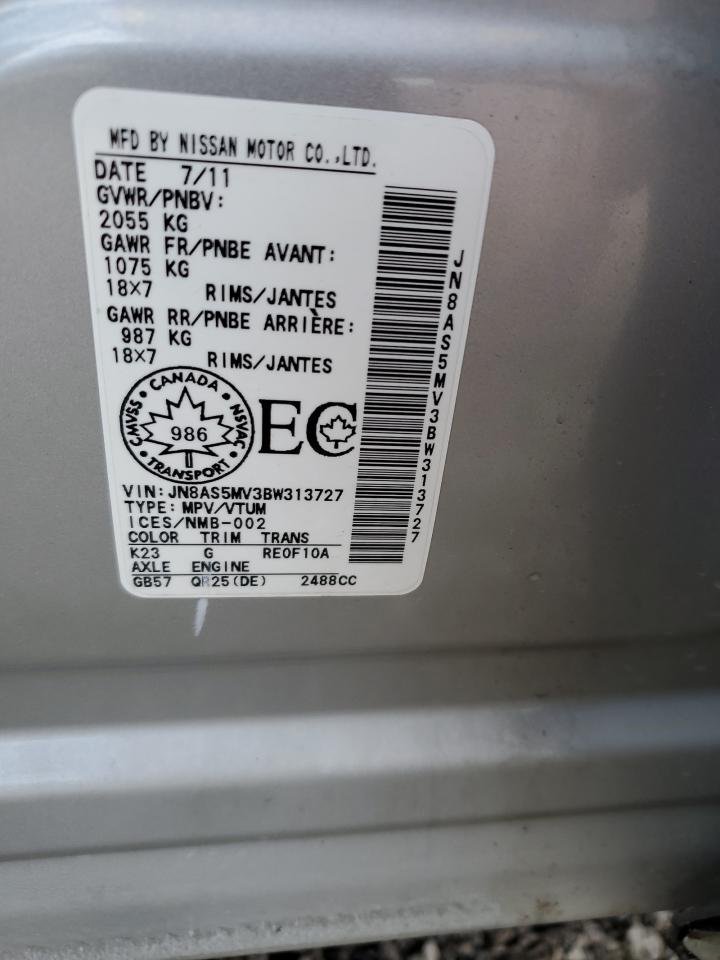 MFD BY NISSAN MOTOR CO.,LTD.
DATE 7/11
GVWR/PNBV:
2055 KG
GAWR FR/PNBE AVANT:
1075 KG
18×7 RIMS/JANTES
GAWR RR/PNBE ARRIÈRE:
987 KG
18×7 RIMS/JANTES
CANADA
CMVSS NSVAC
986
TRANSPORT
EC
VIN:JN8AS5MV3BW313727
TYPE:MPV/VTUM
ICES/NMB-002
COLOR TRIM TRANS
K23 G RE0F10A
AXLE ENGINE
GB57 QR25(DE) 2488CC
JN8AS5MV3BW313727